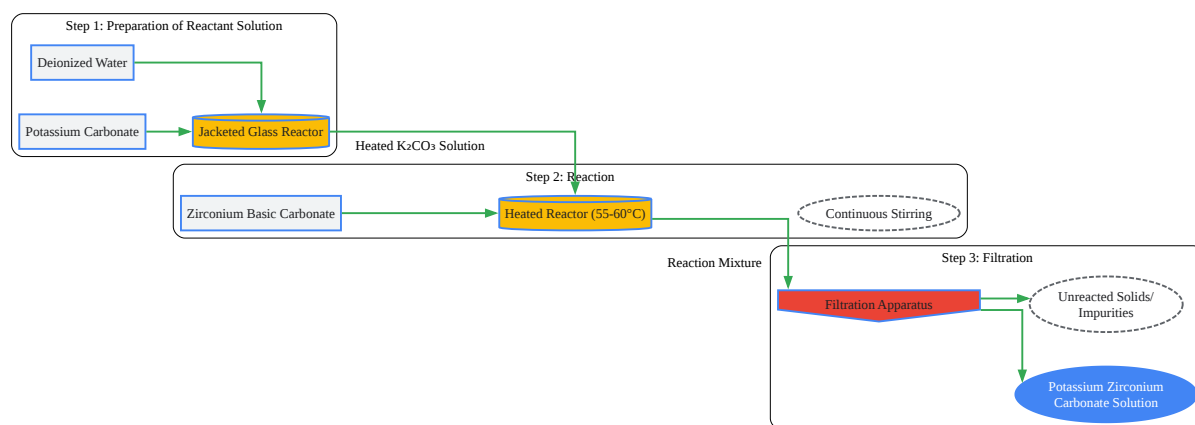 Step 1: Preparation of Reactant Solution
Deionized Water
Potassium Carbonate
Jacketed Glass Reactor
Heated K₂CO₃ Solution
Step 2: Reaction
Zirconium Basic Carbonate
Heated Reactor (55-60°C)
Continuous Stirring
Reaction Mixture
Step 3: Filtration
Filtration Apparatus
Unreacted Solids/
Impurities
Potassium Zirconium
Carbonate Solution